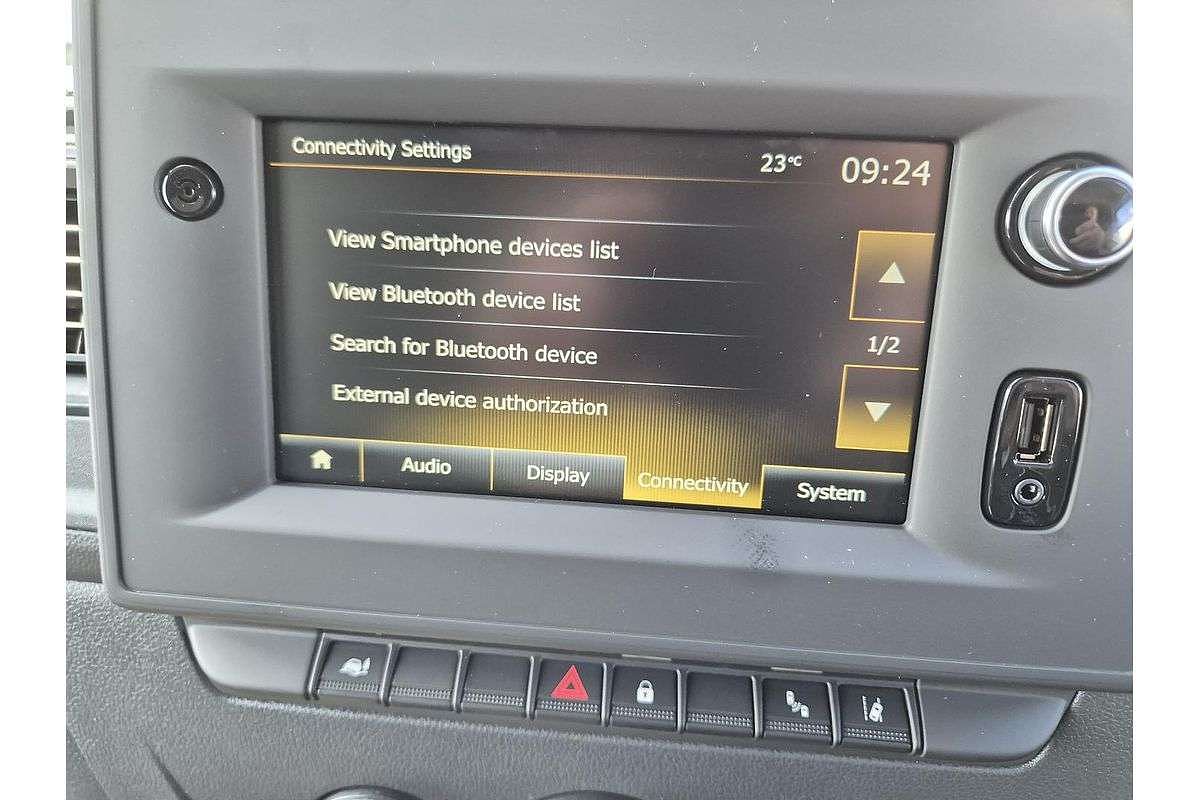 Connectivity Settings
23°C
09:24
View Smartphone devices list
View Bluetooth device list
1/2
Search for Bluetooth device
External device authorization
Audio
Display
Connectivity
System